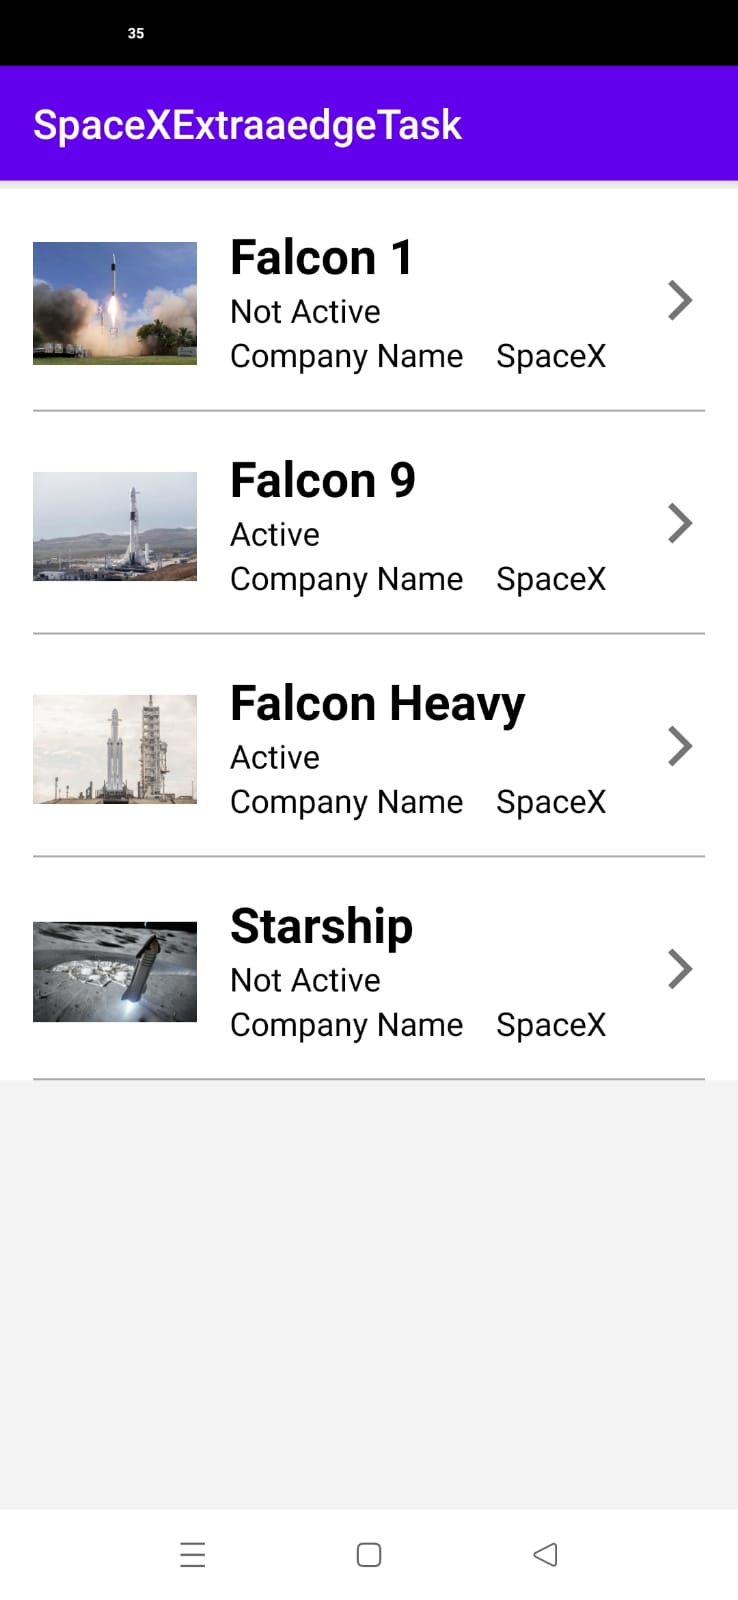 35
SpaceXExtraaedgeTask
Falcon 1
Not Active
Company Name SpaceX
Falcon 9
Active
Company Name SpaceX
Falcon Heavy
Active
Company Name SpaceX
Starship
Not Active
Company Name SpaceX